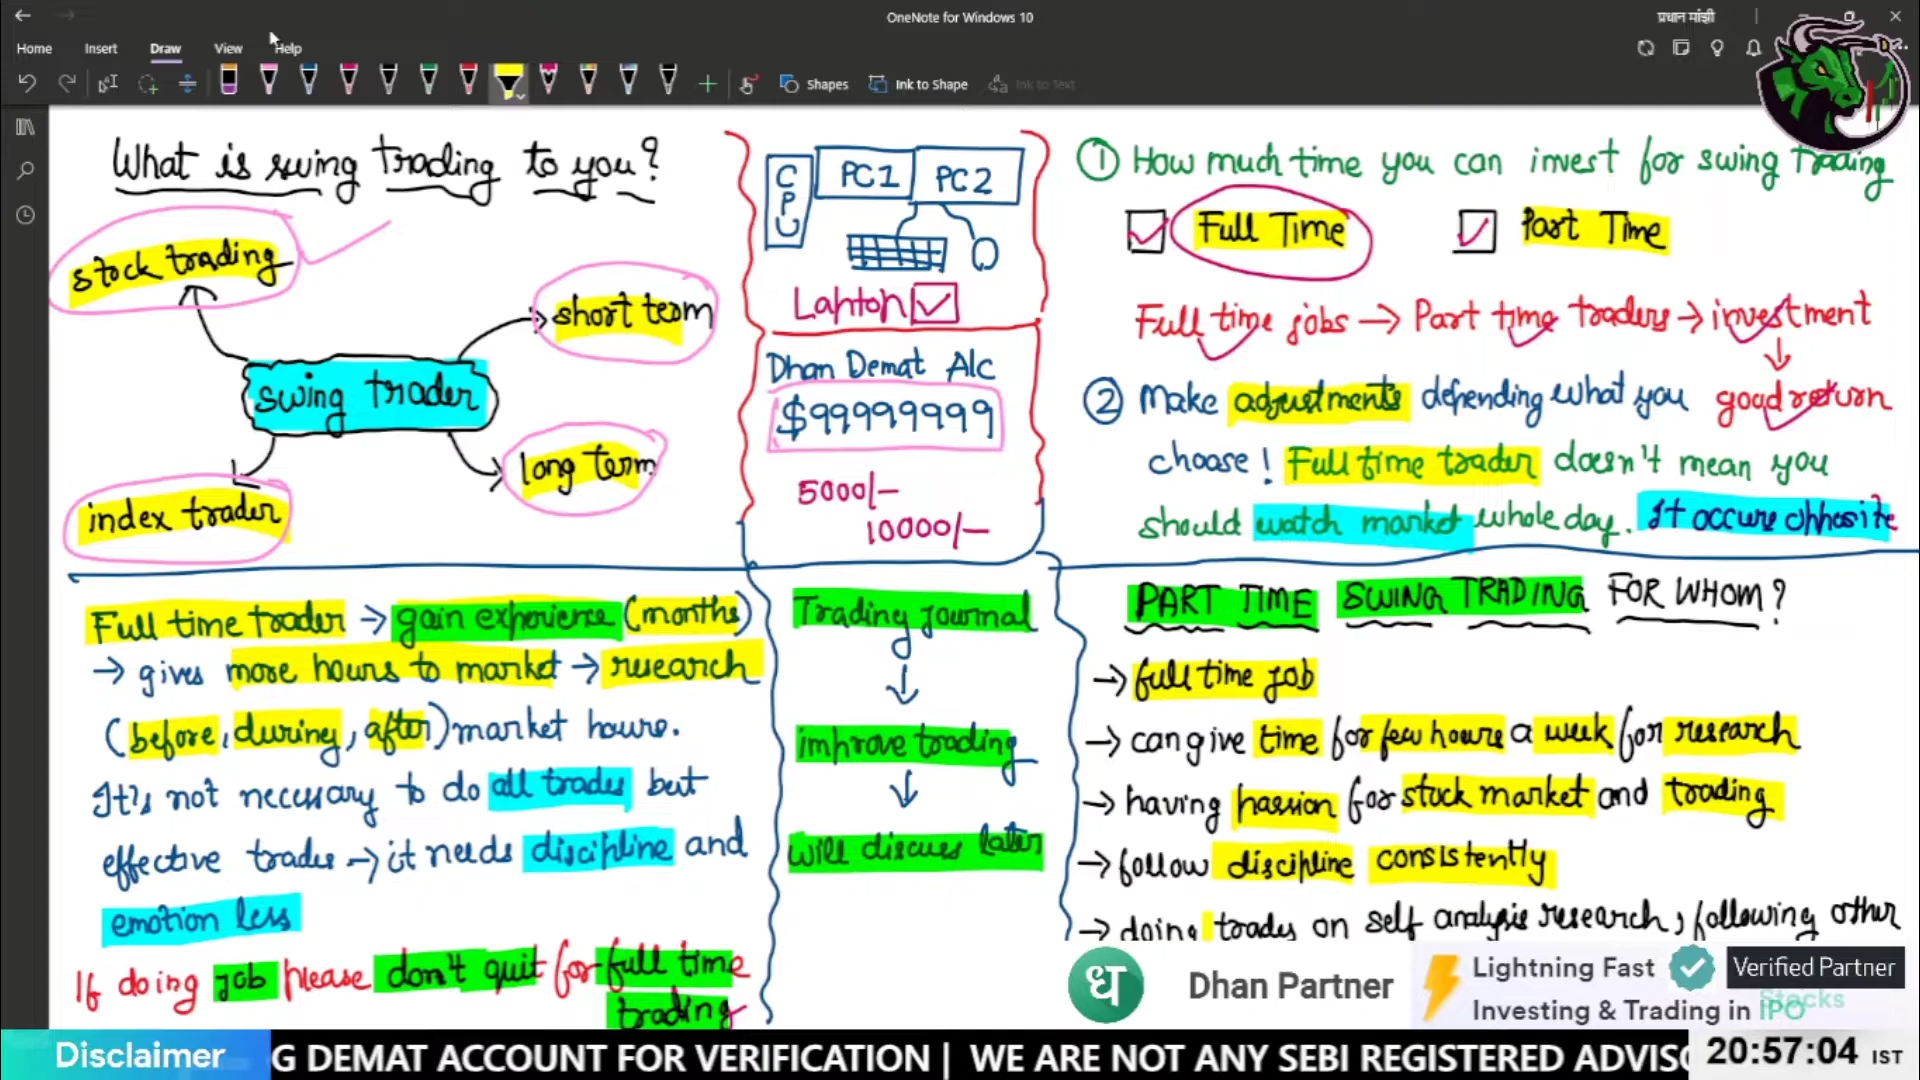 OneNote for Windows 10
प्रधान मांझी
Home Insert Draw View Help
Shapes Ink to Shape Ink to Text
What is swing trading to you?
stock trading
short term
swing trader
long term
index trader
CPU
PC1 PC2
Laptop
Dhan Demat A/c
$99999999
5000/-
10000/-
① How much time you can invest for swing trading
Full Time Part Time
Full time jobs → Part time traders → investment
↓
good return
② Make adjustments depending what you
choose! Full time trader doesn't mean you
should watch market whole day. It occure opposite
Full time trader → gain experience (months)
→ gives more hours to market → research
(before, during, after) market hours.
It's not necessary to do all trades but
effective trades → it needs discipline and
emotion less
If doing job please don't quit for full time
trading
Trading journal
↓
improve trading
↓
will discuss later
PART TIME SWING TRADING FOR WHOM?
→ full time job
→ can give time for few hours a week for research
→ having passion for stock market and trading
→ follow discipline consistently
→ doing trades on self analysis research, following other
ध Dhan Partner
Lightning Fast
Investing & Trading in IPO
Stocks
Verified Partner
Disclaimer
G DEMAT ACCOUNT FOR VERIFICATION | WE ARE NOT ANY SEBI REGISTERED ADVISO
20:57:04 IST